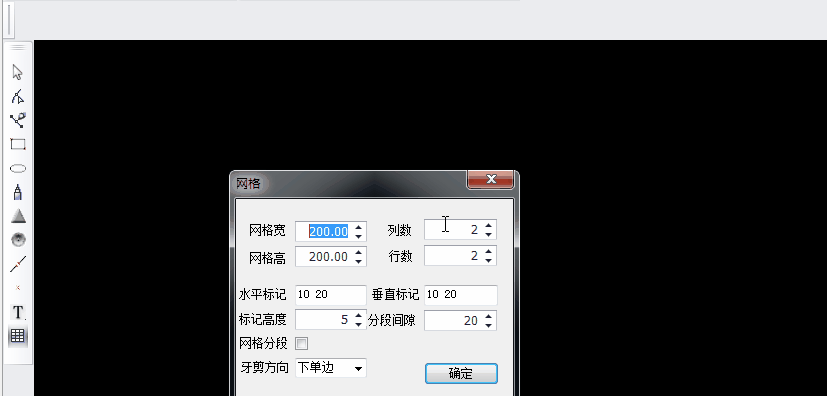 网格
网格宽 200.00 列数 2
网格高 200.00 行数 2
水平标记 10 20 垂直标记 10 20
标记高度 5 分段间隙 20
网格分段
牙剪方向 下单边
确定
T